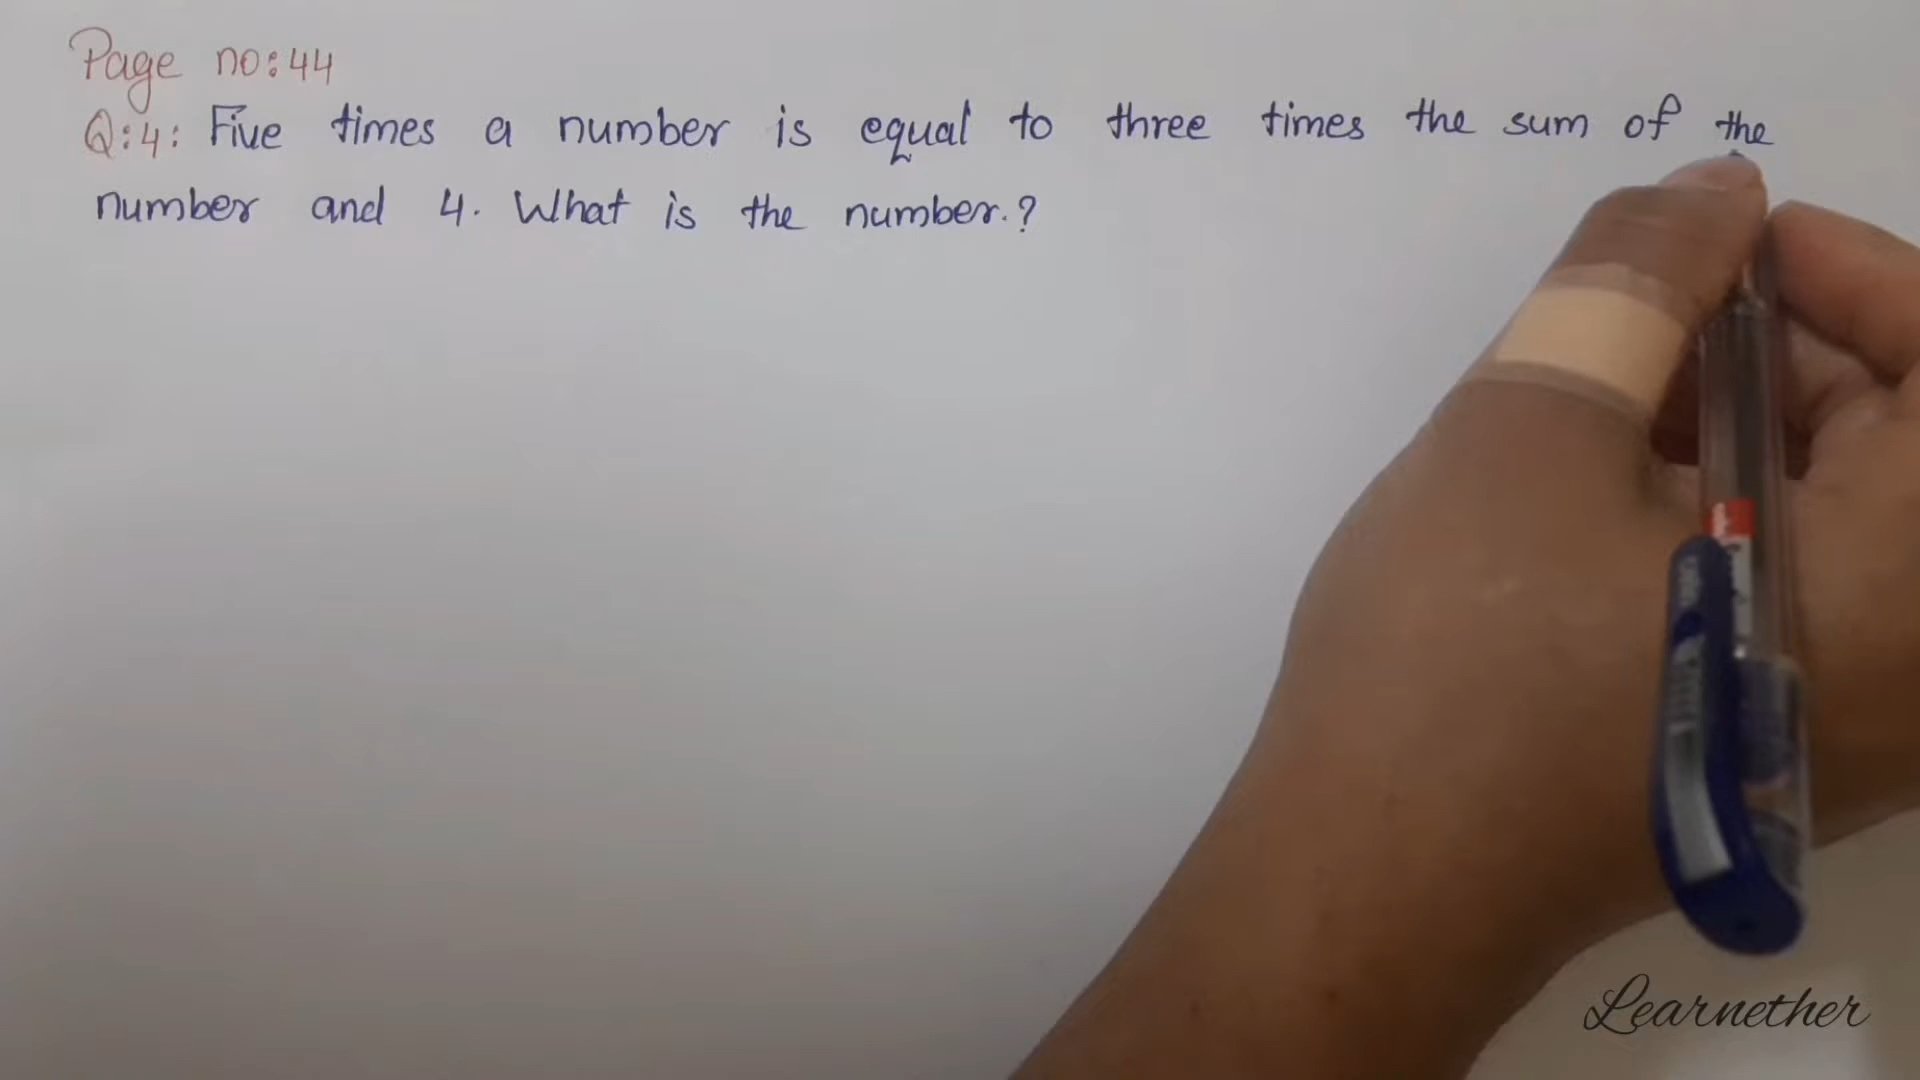 Page no:44
Q:4: Five times a number is equal to three times the sum of the
number and 4. What is the number.?
Learnether